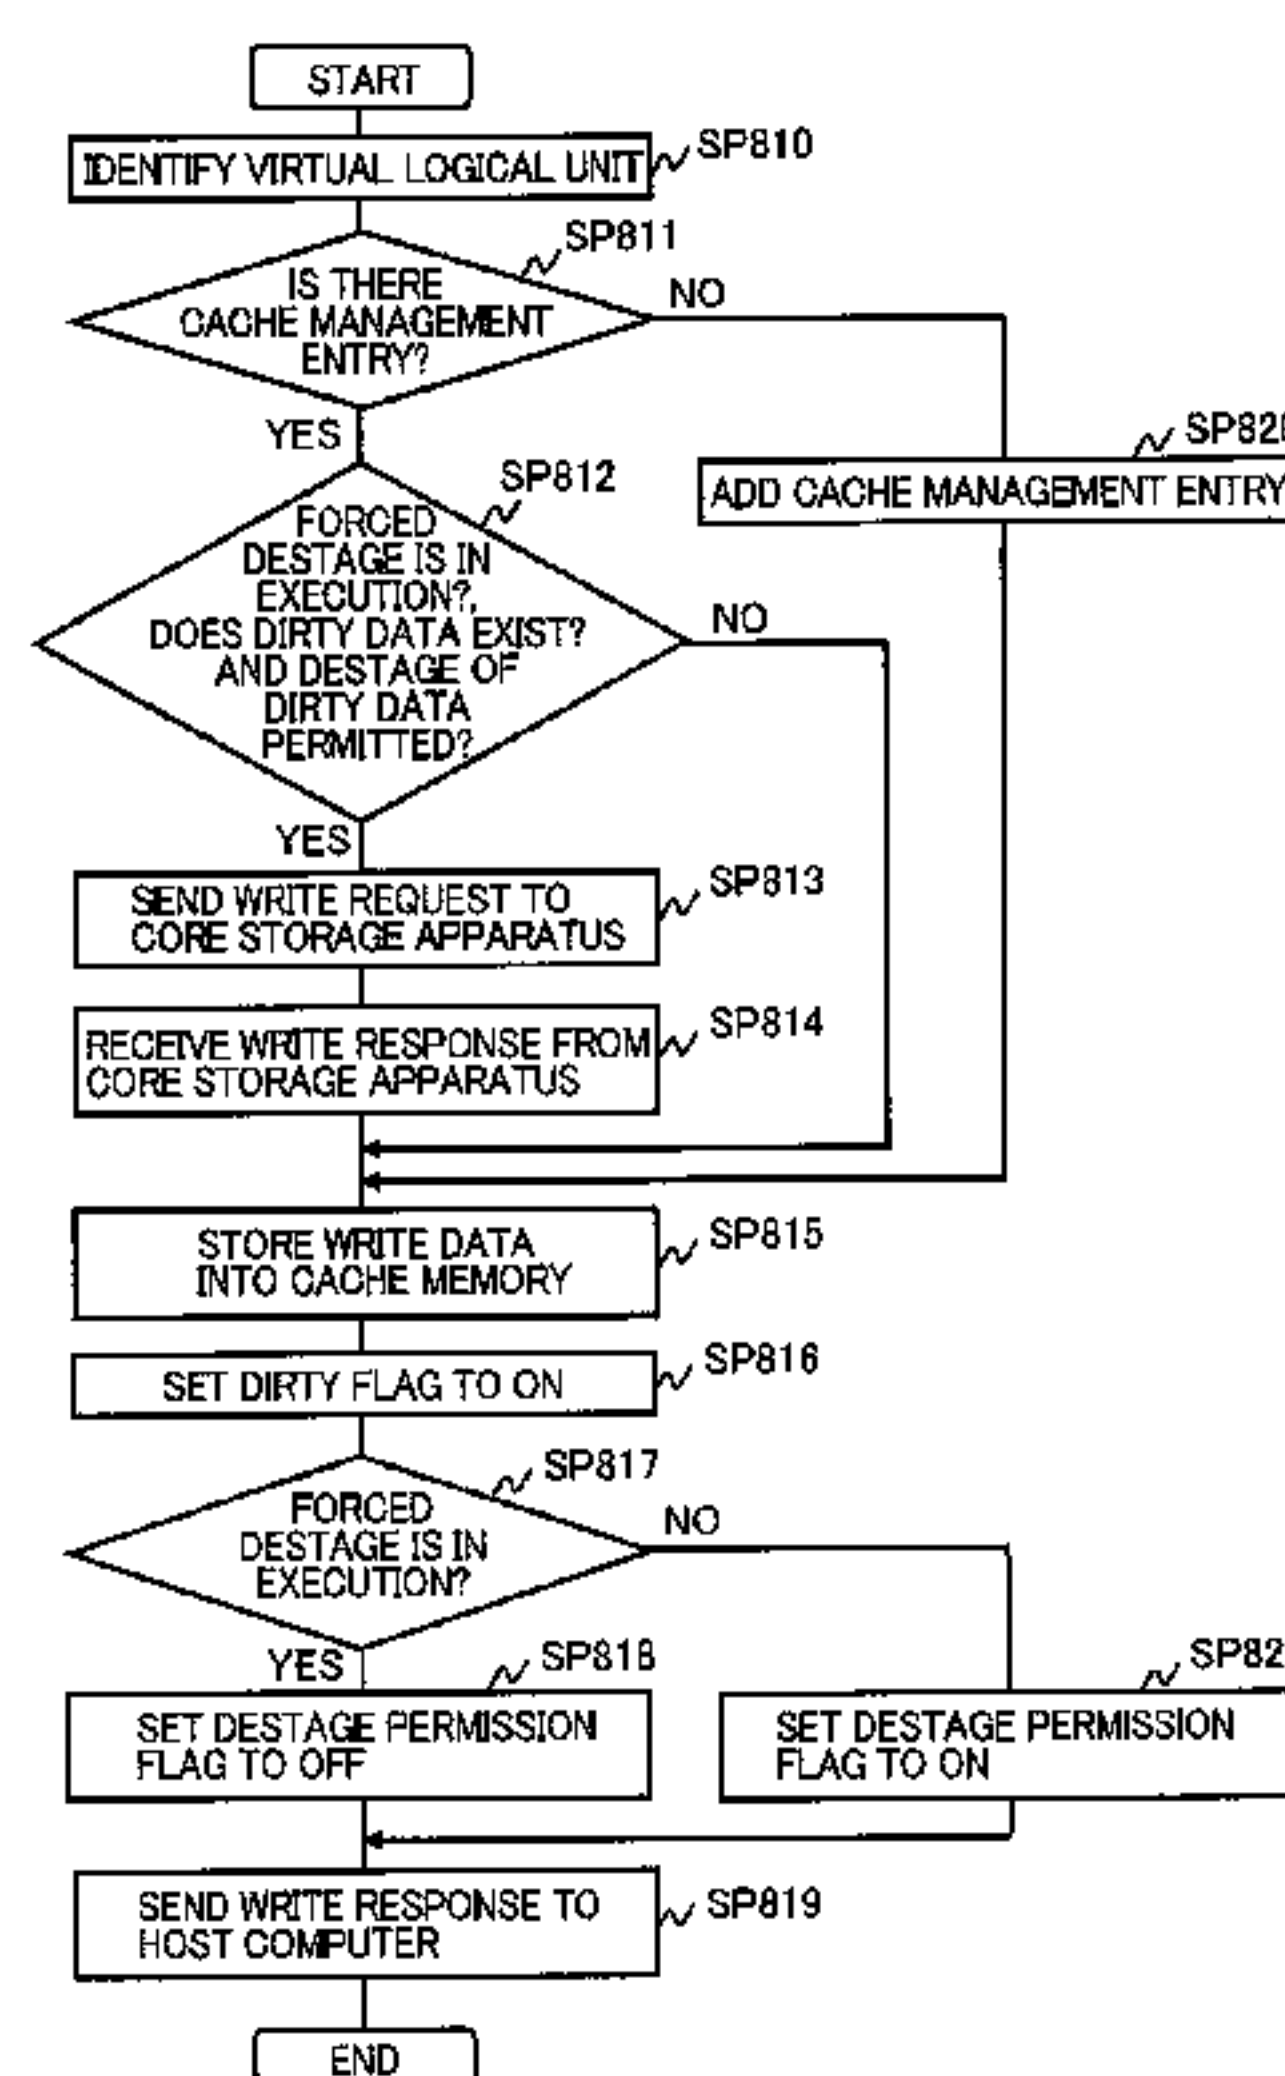 START
IDENTIFY VIRTUAL LOGICAL UNIT
SP810
SP811
IS THERE
CACHE MANAGEMENT
ENTRY?
NO
YES
ADD CACHE MANAGEMENT ENTRY
SP812
FORCED
DESTAGE IS IN
EXECUTION?,
DOES DIRTY DATA EXIST?
AND DESTAGE OF
DIRTY DATA
PERMITTED?
NO
YES
SEND WRITE REQUEST TO
CORE STORAGE APPARATUS
SP813
RECEIVE WRITE RESPONSE FROM
CORE STORAGE APPARATUS
SP814
STORE WRITE DATA
INTO CACHE MEMORY
SP815
SET DIRTY FLAG TO ON
SP816
SP817
FORCED
DESTAGE IS IN
EXECUTION?
NO
YES
SP818
SET DESTAGE PERMISSION
FLAG TO OFF
SP82
SET DESTAGE PERMISSION
FLAG TO ON
SEND WRITE RESPONSE TO
HOST COMPUTER
SP819
END